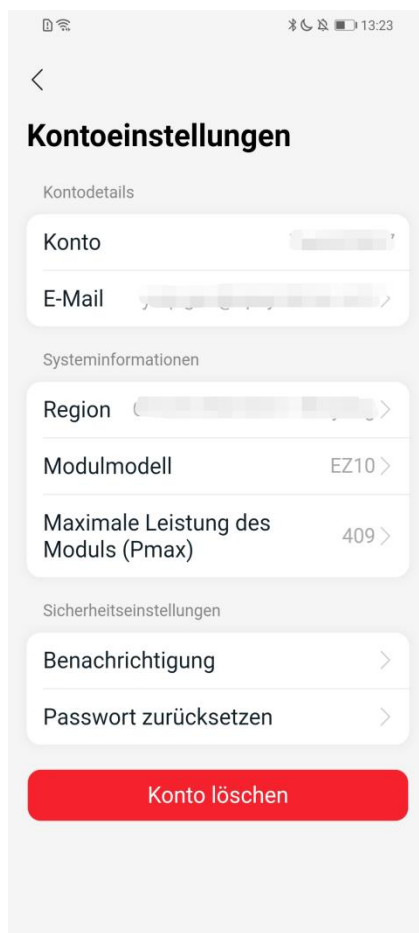 13:23
Kontoeinstellungen
Kontodetails
Konto
E-Mail
Systeminformationen
Region
Modulmodell EZ10
Maximale Leistung des
Moduls (Pmax) 409
Sicherheitseinstellungen
Benachrichtigung
Passwort zurücksetzen
Konto löschen